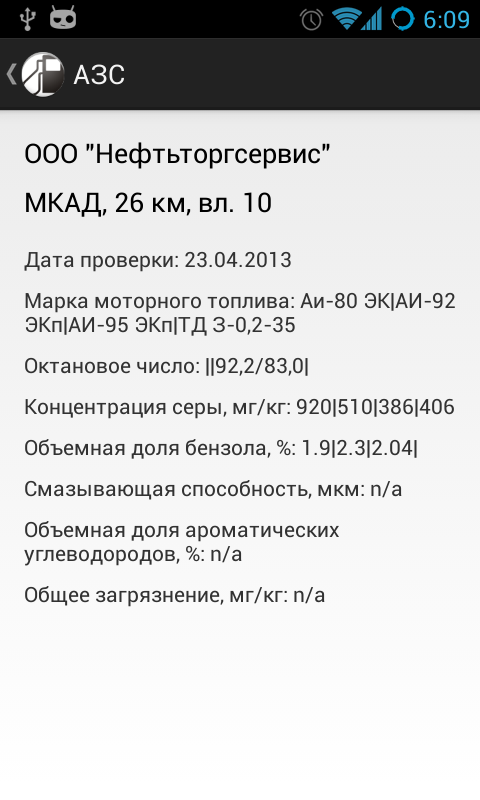 6:09
АЗС
ООО "Нефтьторгсервис"
МКАД, 26 км, вл. 10
Дата проверки: 23.04.2013
Марка моторного топлива: Аи-80 ЭК|АИ-92
ЭКп|АИ-95 ЭКп|ТД З-0,2-35
Октановое число: ||92,2/83,0|
Концентрация серы, мг/кг: 920|510|386|406
Объемная доля бензола, %: 1.9|2.3|2.04|
Смазывающая способность, мкм: n/a
Объемная доля ароматических
углеводородов, %: n/a
Общее загрязнение, мг/кг: n/a